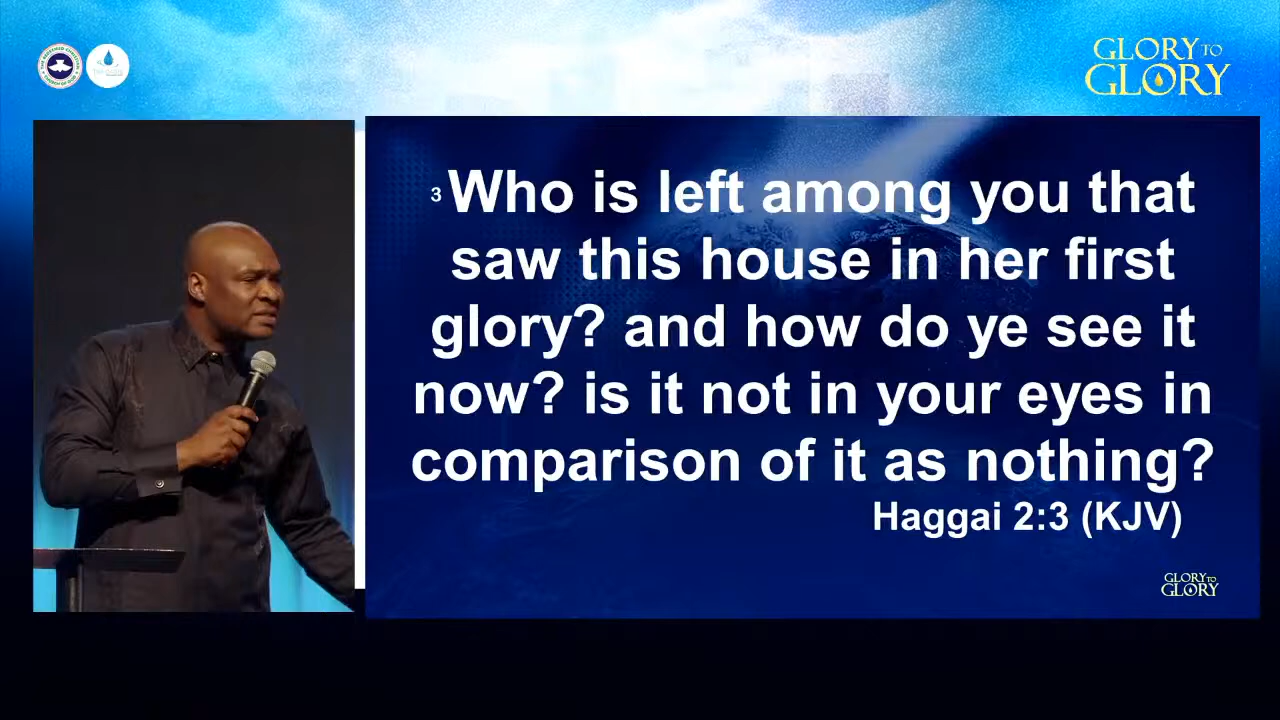 GLORY TO
GLORY
3 Who is left among you that
saw this house in her first
glory? and how do ye see it
now? is it not in your eyes in
comparison of it as nothing?
Haggai 2:3 (KJV)
GLORY TO
GLORY